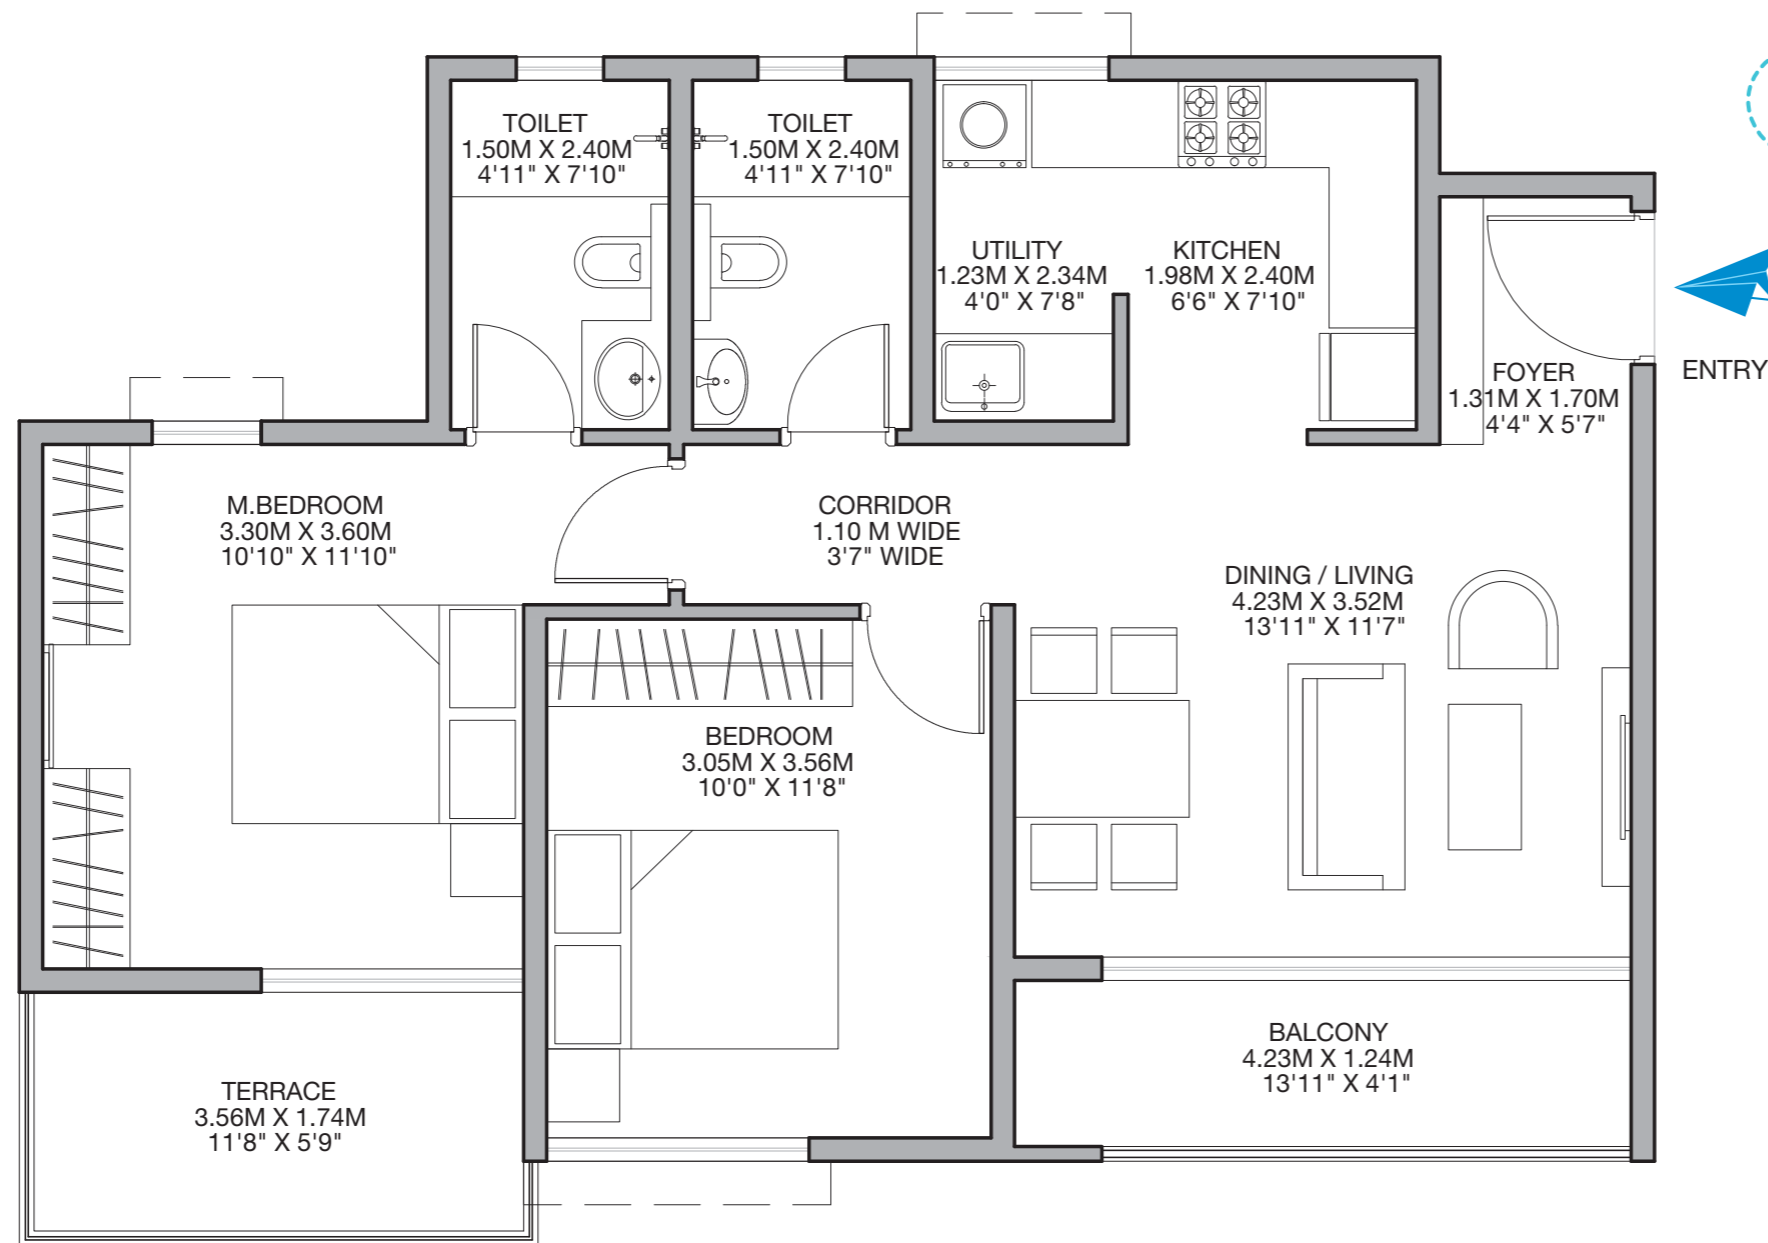 TOILET
1.50M X 2.40M
4'11" X 7'10"
TOILET
1.50M X 2.40M
4'11" X 7'10"
UTILITY
1.23M X 2.34M
4'0" X 7'8"
KITCHEN
1.98M X 2.40M
6'6" X 7'10"
FOYER
1.31M X 1.70M
4'4" X 5'7"
ENTRY
M.BEDROOM
3.30M X 3.60M
10'10" X 11'10"
CORRIDOR
1.10 M WIDE
3'7" WIDE
DINING / LIVING
4.23M X 3.52M
13'11" X 11'7"
BEDROOM
3.05M X 3.56M
10'0" X 11'8"
BALCONY
4.23M X 1.24M
13'11" X 4'1"
TERRACE
3.56M X 1.74M
11'8" X 5'9"